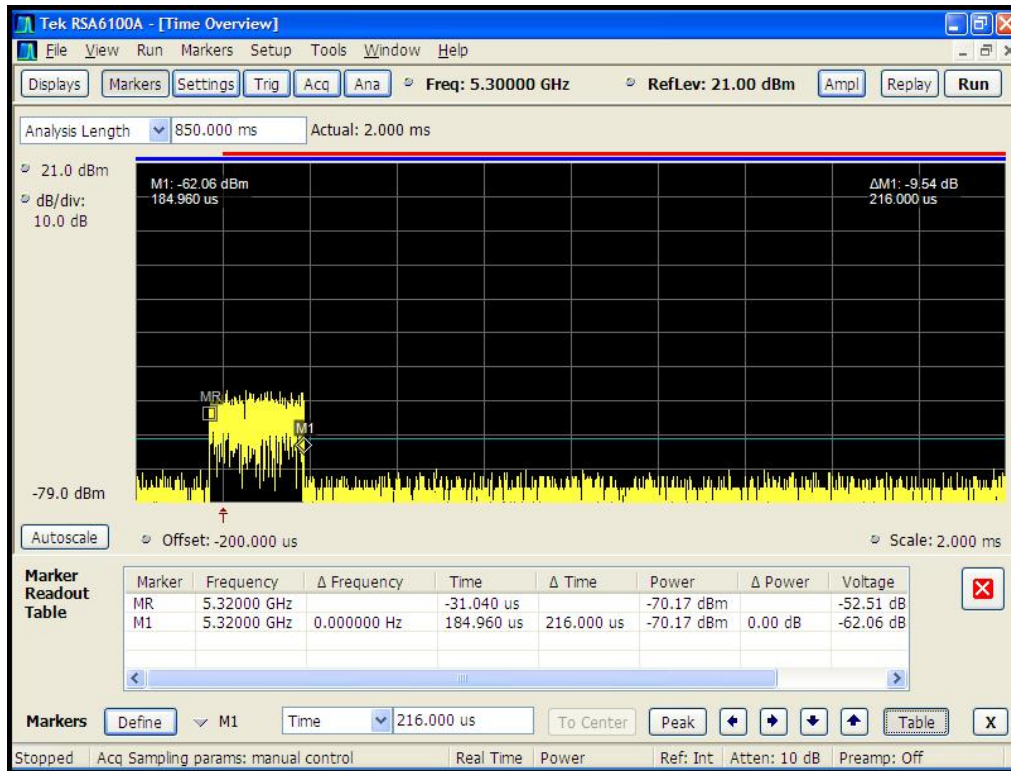 Tek RSA6100A - [Time Overview]
File View Run Markers Setup Tools Window Help
Displays Markers Settings Trig Acq Ana Freq: 5.30000 GHz RefLev: 21.00 dBm Ampl Replay Run
Analysis Length 850.000 ms Actual: 2.000 ms
21.0 dBm
dB/div:
10.0 dB
M1: -62.06 dBm
184.960 us
ΔM1: -9.54 dB
216.000 us
MR
M1
-79.0 dBm
Autoscale Offset: -200.000 us Scale: 2.000 ms
Marker Readout Table
Marker Frequency Δ Frequency Time Δ Time Power Δ Power Voltage
MR 5.32000 GHz -31.040 us -70.17 dBm -52.51 dB
M1 5.32000 GHz 0.000000 Hz 184.960 us 216.000 us -70.17 dBm 0.00 dB -62.06 dB
Markers Define M1 Time 216.000 us To Center Peak Table X
Stopped Acq Sampling params: manual control Real Time Power Ref: Int Atten: 10 dB Preamp: Off